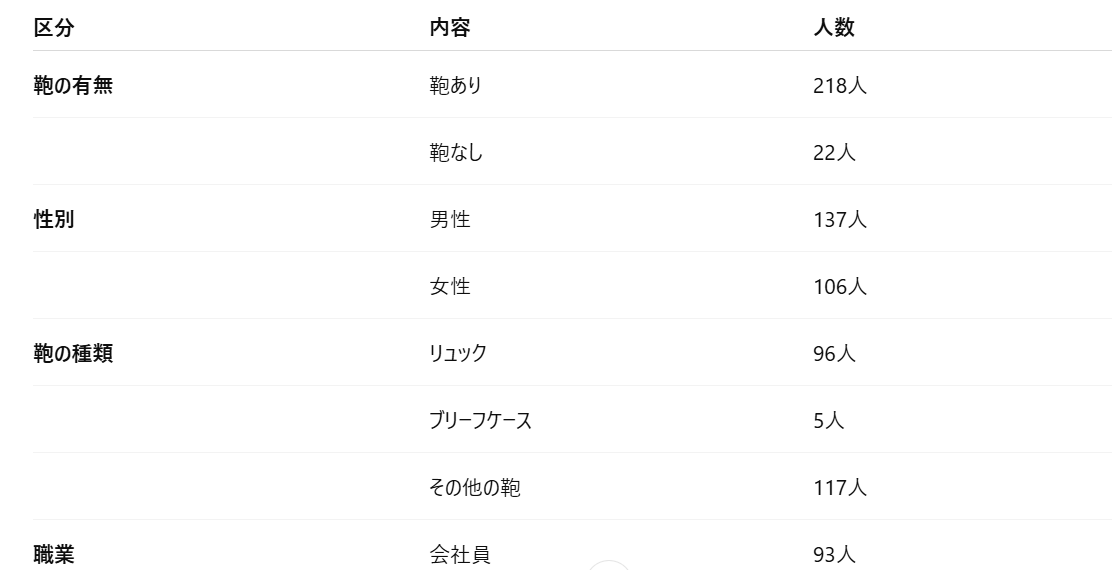 区分 内容 人数
鞄の有無 鞄あり 218人
鞄なし 22人
性別 男性 137人
女性 106人
鞄の種類 リュック 96人
ブリーフケース 5人
その他の鞄 117人
職業 会社員 93人